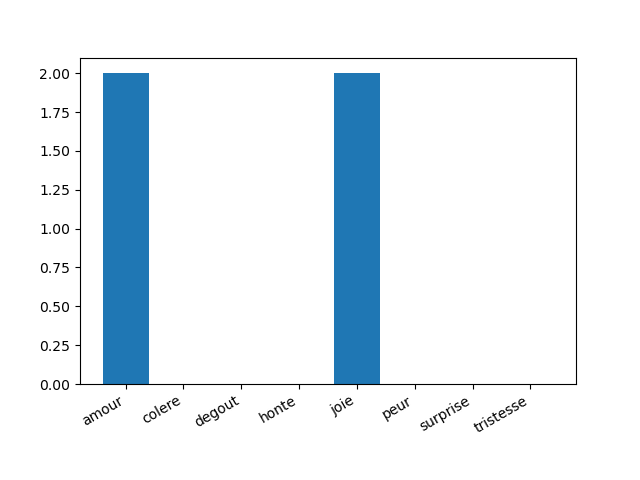 2.00
1.75
1.50
1.25
1.00
0.75
0.50
0.25
0.00
amour
colere
degout
honte
joie
peur
surprise
tristesse